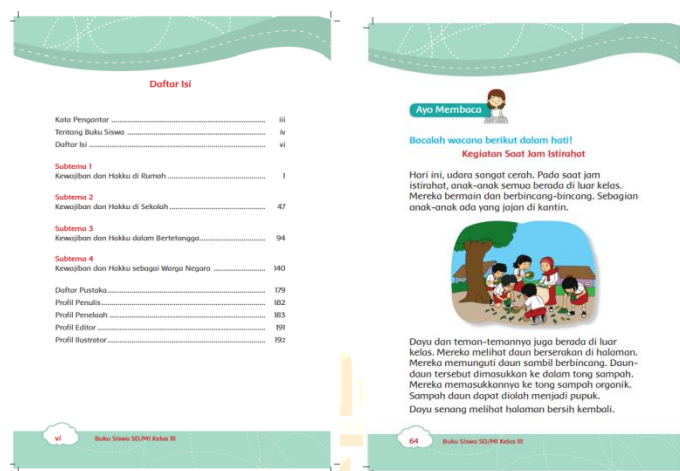 Daftar Isi
Kata Pengantar ................................................................ iii
Tentang Buku Siswa ......................................................... iv
Daftar Isi ......................................................................... vi
Subtema 1
Kewajiban dan Hakku di Rumah ........................................ 1
Subtema 2
Kewajiban dan Hakku di Sekolah ....................................... 47
Subtema 3
Kewajiban dan Hakku dalam Bertetangga........................... 94
Subtema 4
Kewajiban dan Hakku sebagai Warga Negara ..................... 140
Daftar Pustaka.................................................................. 179
Profil Penulis..................................................................... 182
Profil Penelaah .................................................................. 183
Profil Editor ...................................................................... 191
Profil Ilustrator................................................................... 192
vi
Buku Siswa SD/MI Kelas III
Ayo Membaca
Bacalah wacana berikut dalam hati!
Kegiatan Saat Jam Istirahat
Hari ini, udara sangat cerah. Pada saat jam
istirahat, anak-anak semua berada di luar kelas.
Mereka bermain dan berbincang-bincang. Sebagian
anak-anak ada yang jajan di kantin.
Dayu dan teman-temannya juga berada di luar
kelas. Mereka melihat daun berserakan di halaman.
Mereka memunguti daun sambil berbincang. Daun-
daun tersebut dimasukkan ke dalam tong sampah.
Mereka memasukkannya ke tong sampah organik.
Sampah daun dapat diolah menjadi pupuk.
Dayu senang melihat halaman bersih kembali.
64
Buku Siswa SD/MI Kelas III